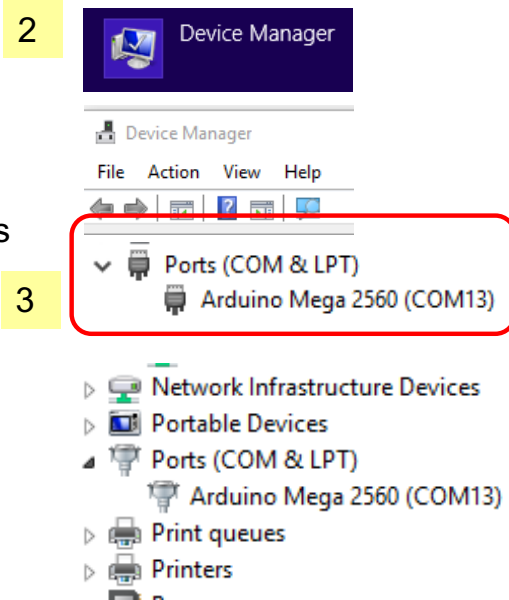 2
Device Manager
Device Manager
File Action View Help
s
Ports (COM & LPT)
3
Arduino Mega 2560 (COM13)
Network Infrastructure Devices
Portable Devices
Ports (COM & LPT)
Arduino Mega 2560 (COM13)
Print queues
Printers